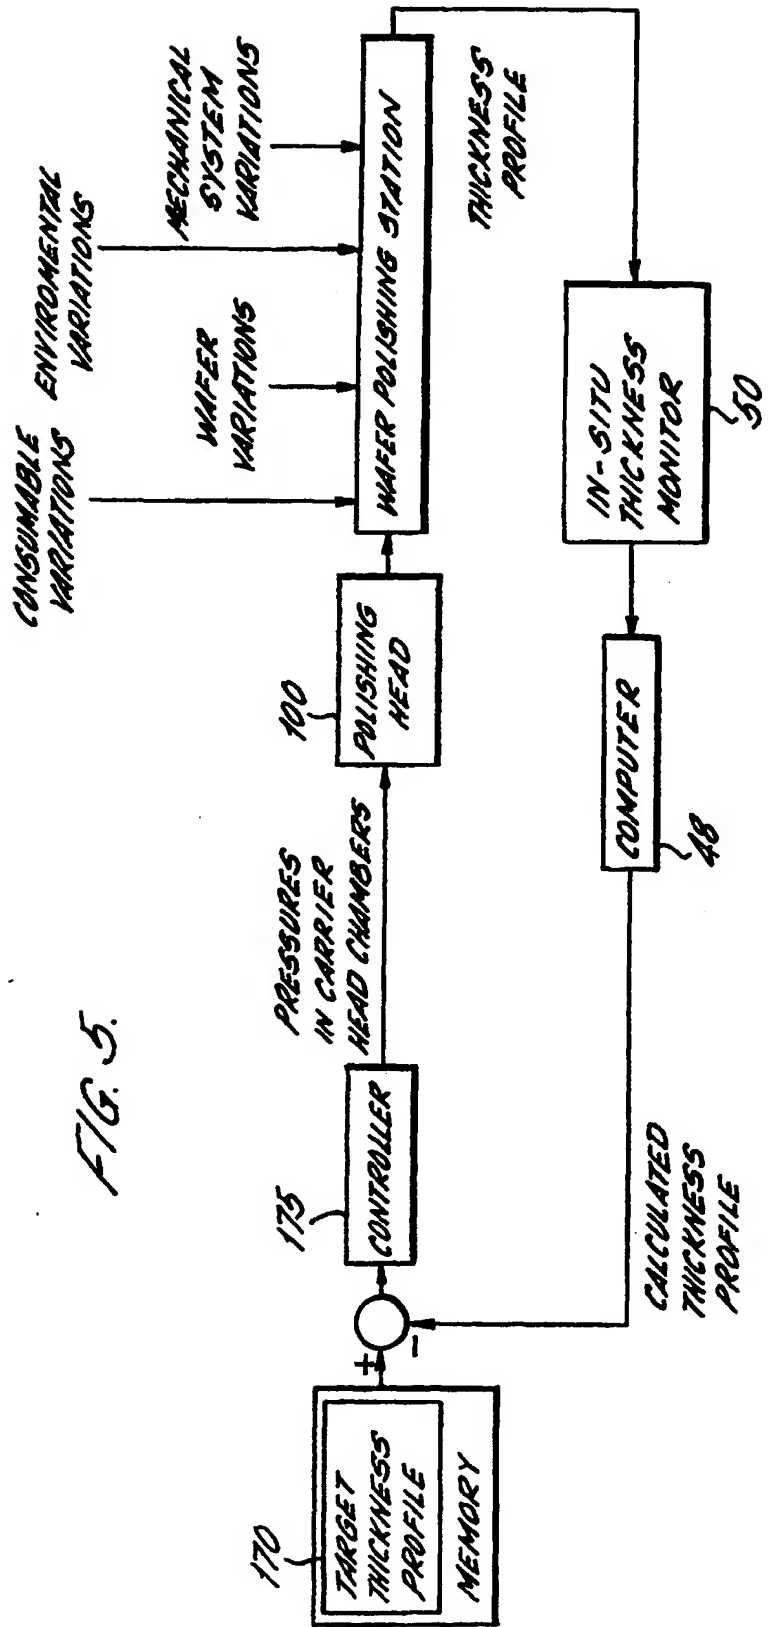 FIG. 5.
CONSUMABLE
VARIATIONS
ENVIROMENTAL
VARIATIONS
WAFER
VARIATIONS
MECHANICAL
SYSTEM
VARIATIONS
170
TARGET
THICKNESS
PROFILE
MEMORY
+
-
175
CONTROLLER
PRESSURES
IN CARRIER
HEAD CHAMBERS
100
POLISHING
HEAD
WAFER POLISHING STATION
THICKNESS
PROFILE
IN-SITU
THICKNESS
MONITOR
50
COMPUTER
48
CALCULATED
THICKNESS
PROFILE